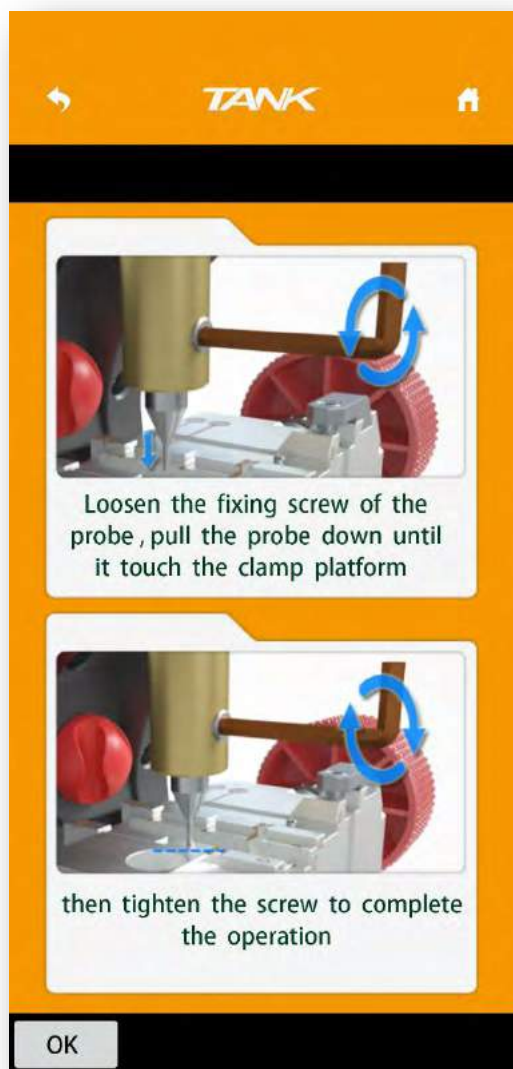 TANK
Loosen the fixing screw of the
probe, pull the probe down until
it touch the clamp platform
then tighten the screw to complete
the operation
OK